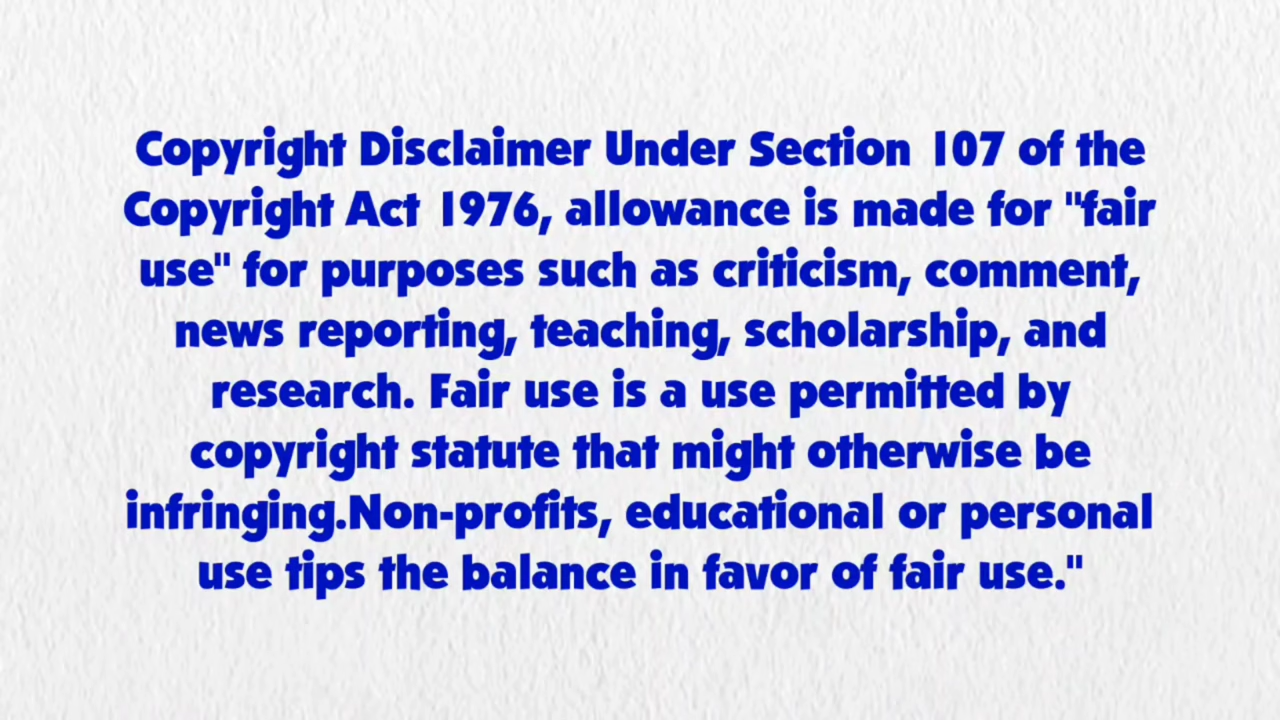 Copyright Disclaimer Under Section 107 of the
Copyright Act 1976, allowance is made for "fair
use" for purposes such as criticism, comment,
news reporting, teaching, scholarship, and
research. Fair use is a use permitted by
copyright statute that might otherwise be
infringing.Non-profits, educational or personal
use tips the balance in favor of fair use."